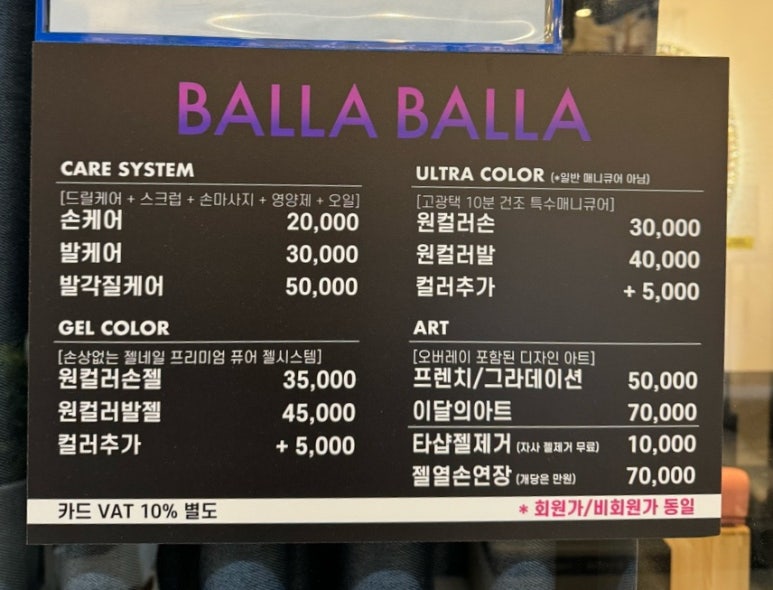 BALLA BALLA
CARE SYSTEM
[드릴케어 + 스크럽 + 손마사지 + 영양제 + 오일]
손케어 20,000
발케어 30,000
발각질케어 50,000
GEL COLOR
[손상없는 젤네일 프리미엄 퓨어 젤시스템]
원컬러손젤 35,000
원컬러발젤 45,000
컬러추가 + 5,000
ULTRA COLOR (*일반 매니큐어 아님)
[고광택 10분 건조 특수매니큐어]
원컬러손 30,000
원컬러발 40,000
컬러추가 + 5,000
ART
[오버레이 포함된 디자인 아트]
프렌치/그라데이션 50,000
이달의아트 70,000
타샵젤제거 (자사 젤제거 무료) 10,000
젤열손연장 (개당은 만원) 70,000
카드 VAT 10% 별도
* 회원가/비회원가 동일